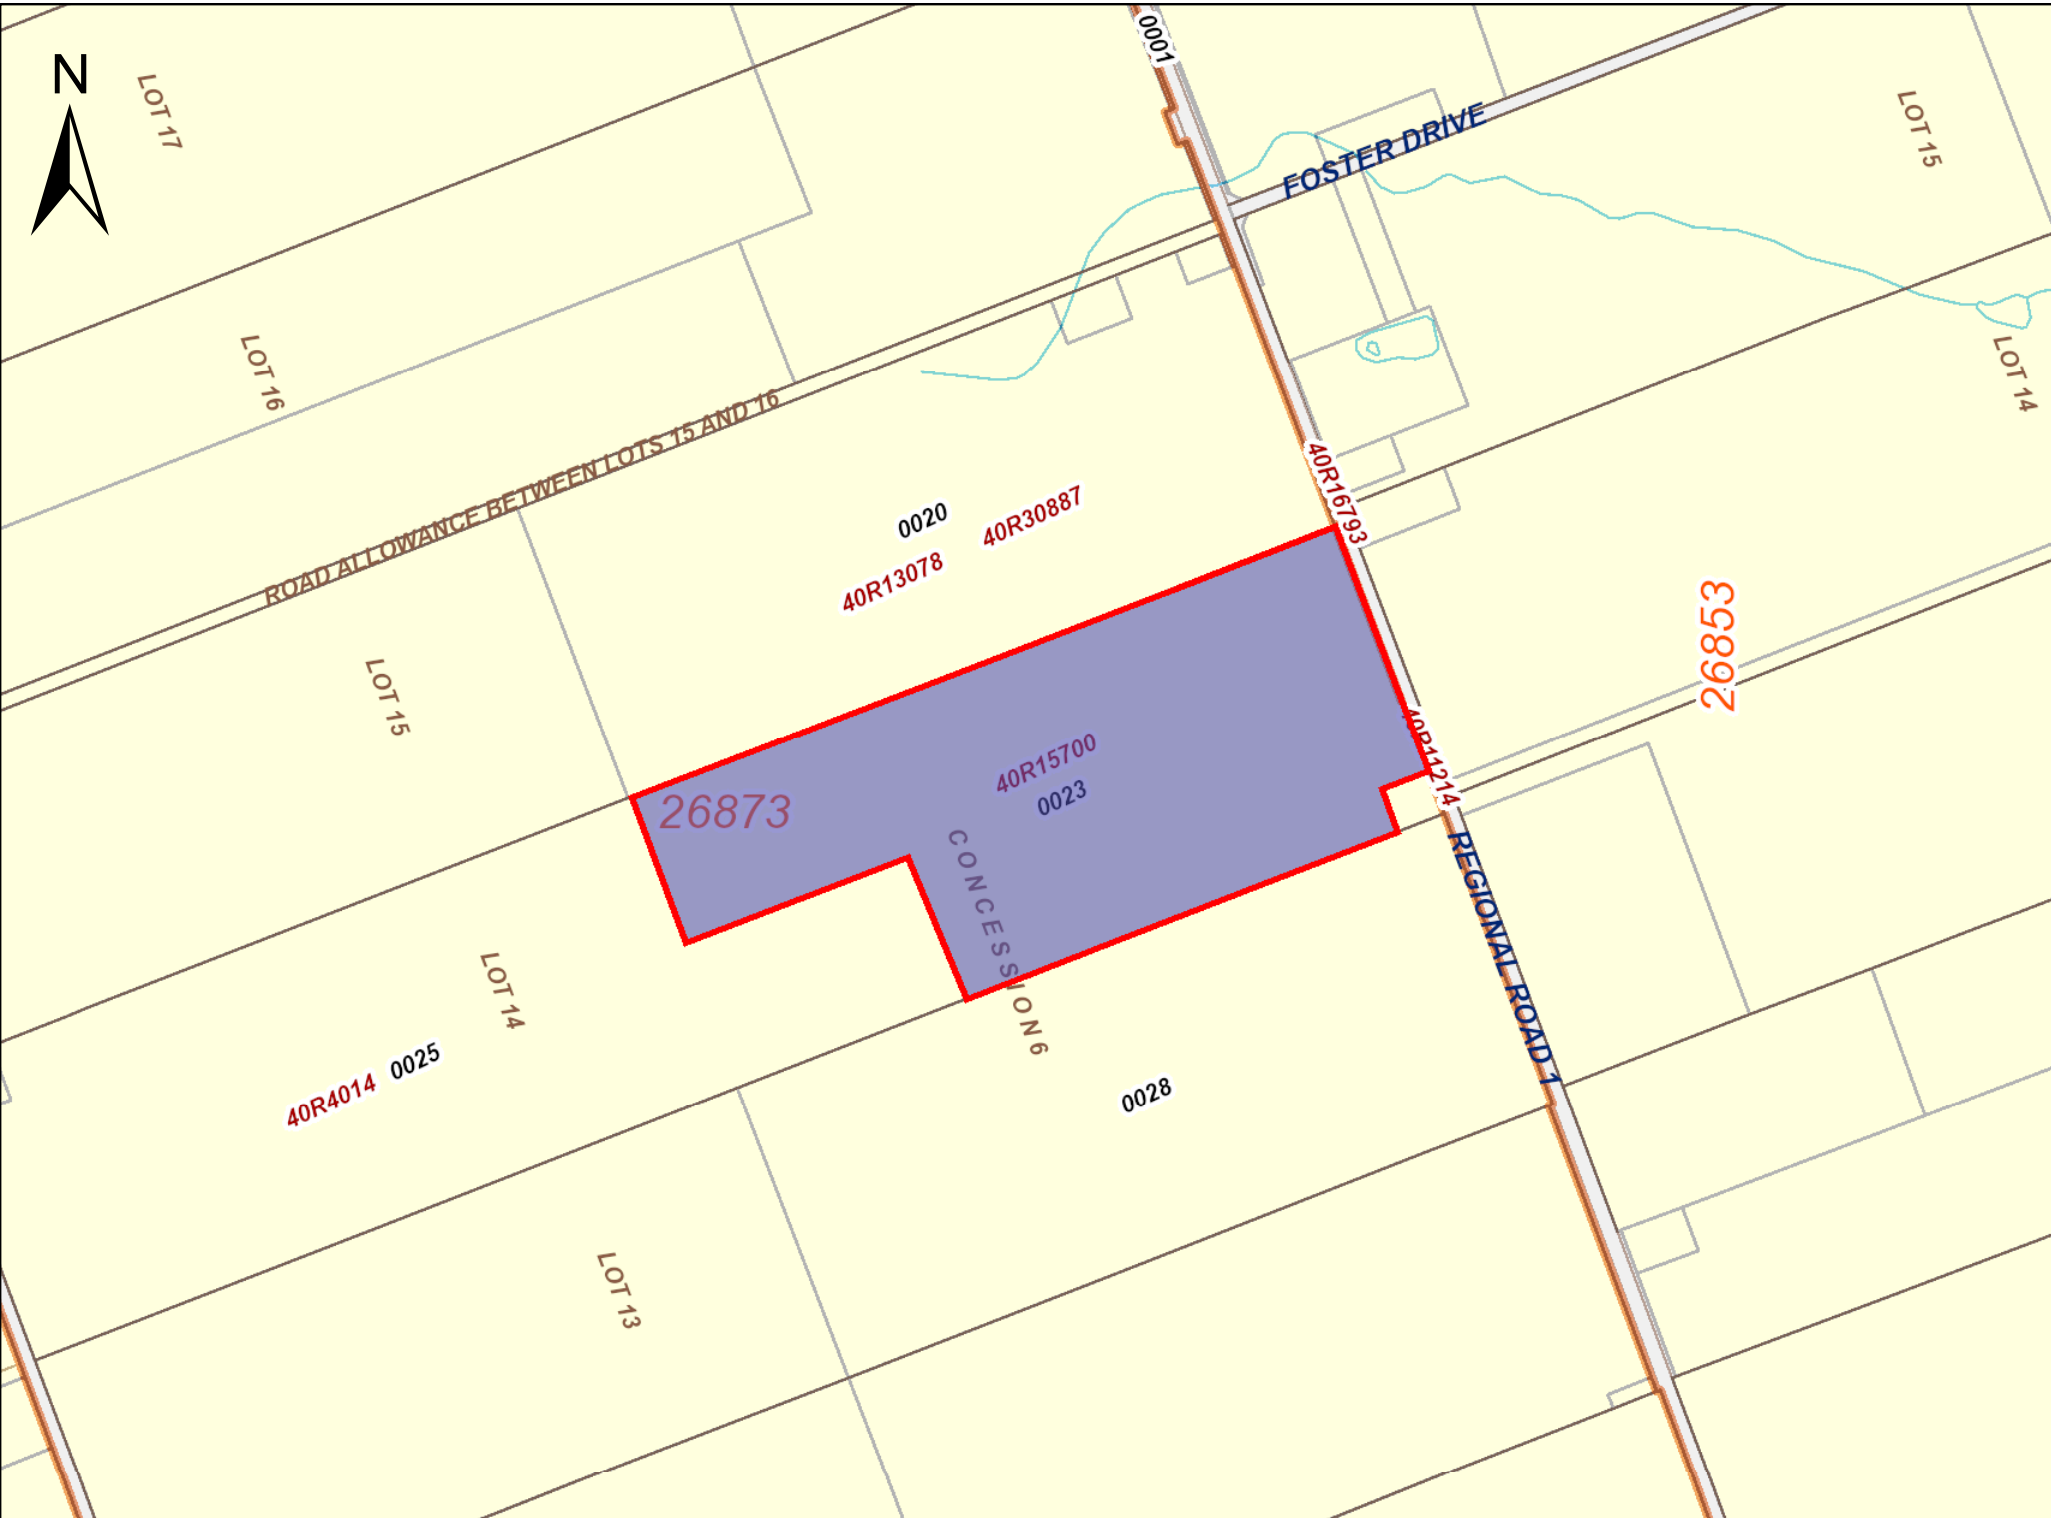 0001
N
LOT 17
LOT 15
FOSTER DRIVE
LOT 16
LOT 14
ROAD ALLOWANCE BETWEEN LOTS 15 AND 16
40R16793
0020
40R30887
40R13078
26853
LOT 15
40R15700
0023
26873
40R11214
CONCESSION 6
REGIONAL ROAD 1
LOT 14
0025
40R4014
0028
LOT 13